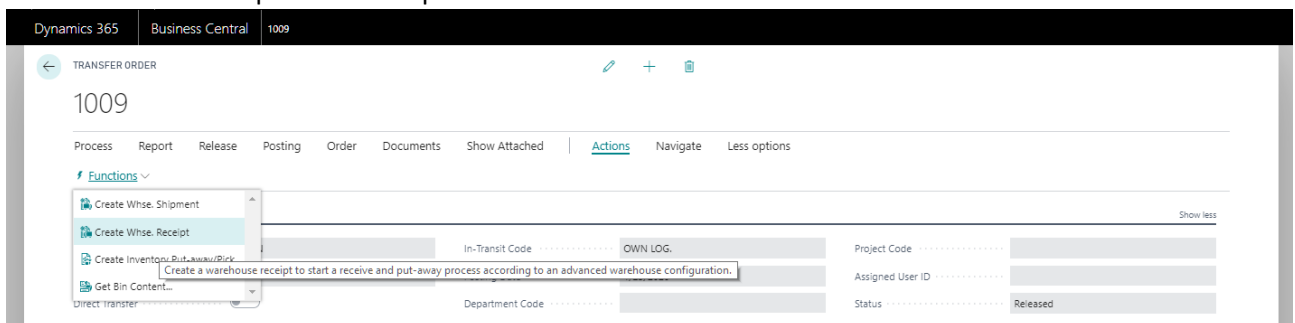 Dynamics 365 Business Central 1009
TRANSFER ORDER
1009
Process Report Release Posting Order Documents Show Attached Actions Navigate Less options
Functions
Create Whse. Shipment
Show less
Create Whse. Receipt
In-Transit Code OWN LOG. Project Code
Create Inventory Put-away/Pick
Create a warehouse receipt to start a receive and put-away process according to an advanced warehouse configuration.
Assigned User ID
Get Bin Content...
Direct Transfer Department Code Status Released